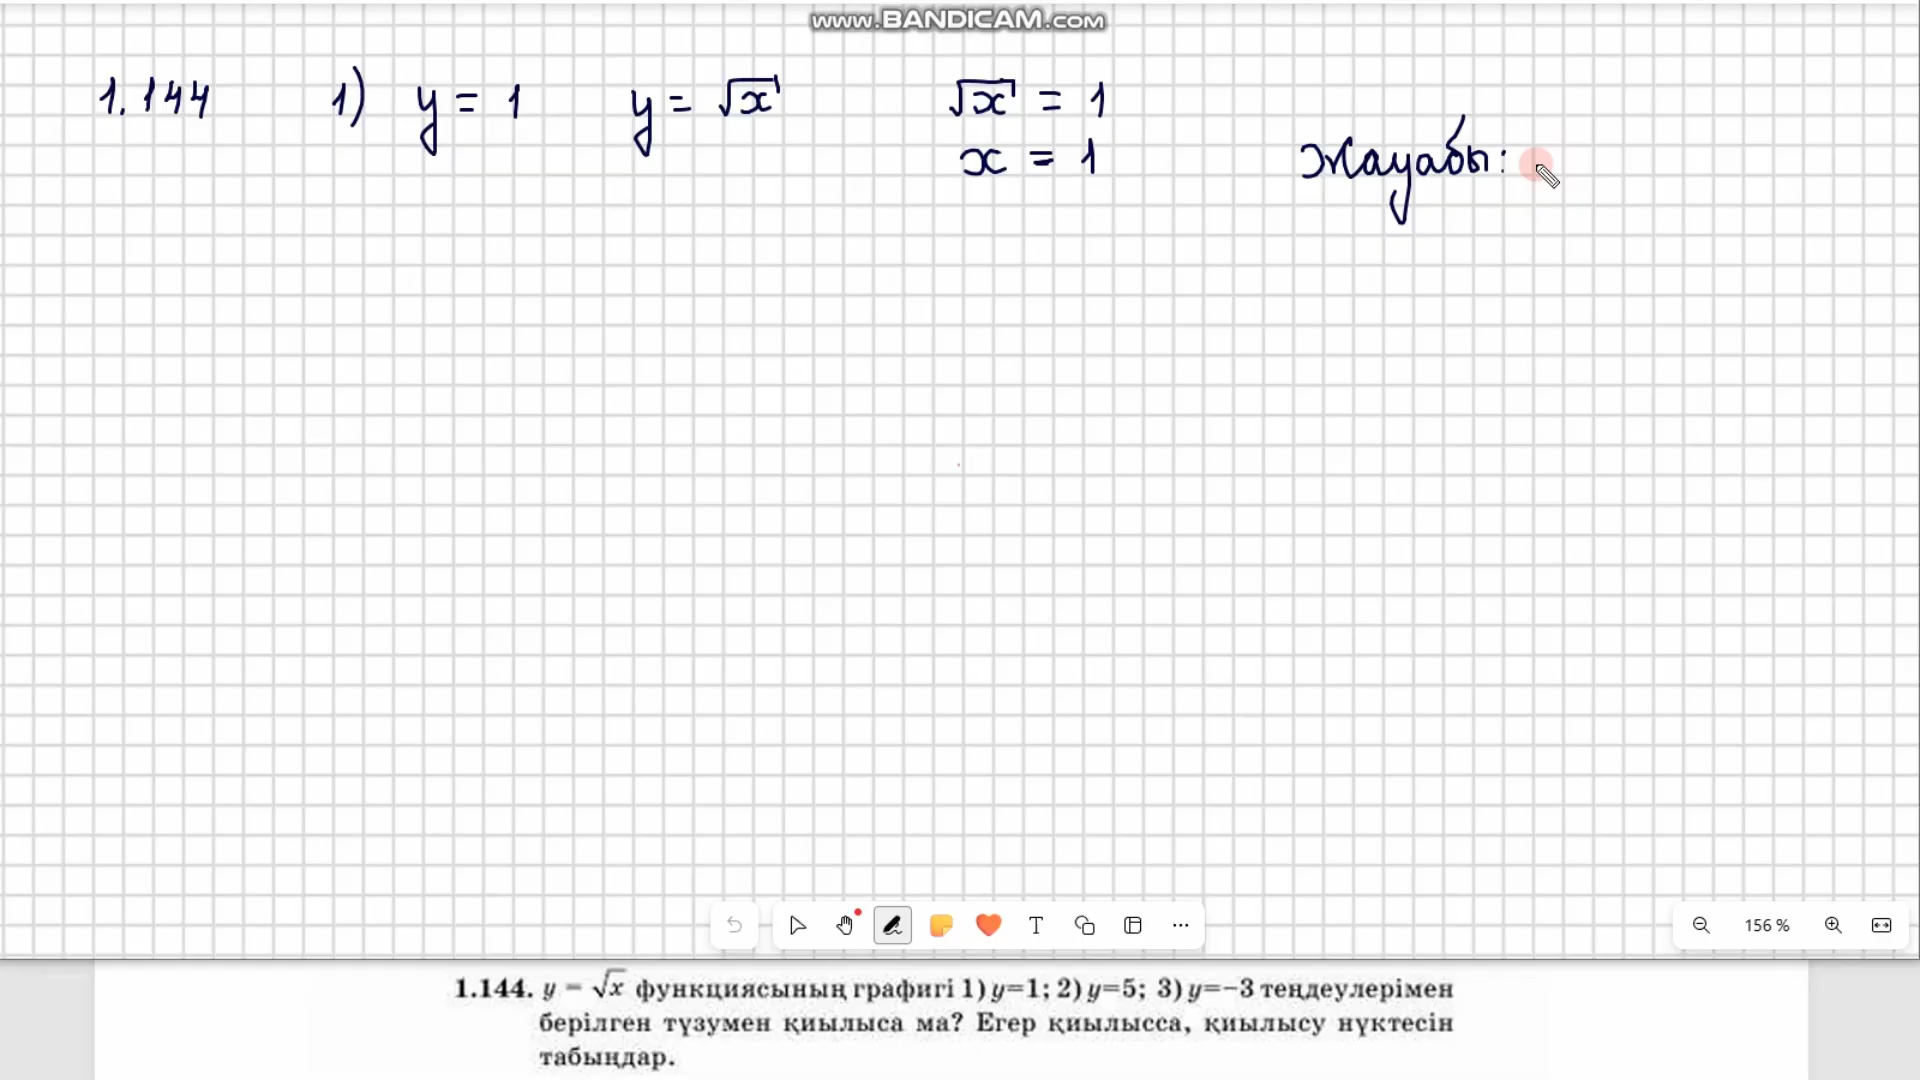 www.BANDICAM.com
1.144 1) y = 1 y = √x √x = 1
x = 1 Жауабы:
156 %
1.144. y = √x функциясының графигі 1) y=1; 2) y=5; 3) y=−3 теңдеулерімен
берілген түзумен қиылыса ма? Егер қиылысса, қиылысу нүктесін
табыңдар.